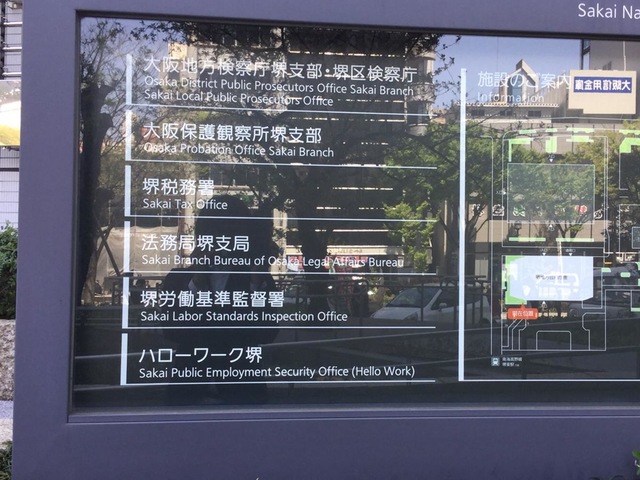 Sakai Na
大阪地方検察庁堺支部・堺区検察庁
Osaka District Public Prosecutors Office Sakai Branch
Sakai Local Public Prosecutors Office
大阪保護観察所堺支部
Osaka Probation Office Sakai Branch
堺税務署
Sakai Tax Office
法務局堺支局
Sakai Branch Bureau of Osaka Legal Affairs Bureau
堺労働基準監督署
Sakai Labor Standards Inspection Office
ハローワーク堺
Sakai Public Employment Security Office (Hello Work)
施設のご案内
Information
現在位置